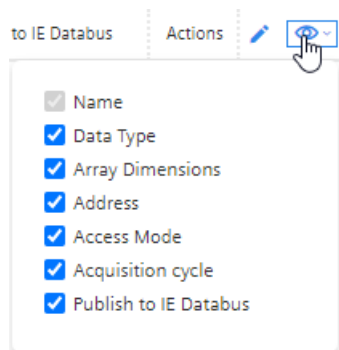 to IE Databus Actions
Name
Data Type
Array Dimensions
Address
Access Mode
Acquisition cycle
Publish to IE Databus